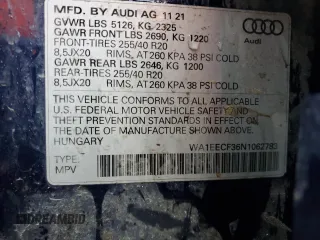 MFD. BY AUDI AG 11 21
GVWR LBS 5126, KG 2325
GAWR FRONT LBS 2690, KG 1220
FRONT-TIRES 255/40 R20
8,5JX20 RIMS, AT 260 KPA 38 PSI COLD
GAWR REAR LBS 2646, KG 1200
REAR-TIRES 255/40 R20
8,5JX20 RIMS, AT 260 KPA 38 PSI COLD
Audi
THIS VEHICLE CONFORMS TO ALL APPLICABLE
U.S. FEDERAL MOTOR VEHICLE SAFETY AND
THEFT PREVENTION STANDARDS IN EFFECT ON THE
DATE OF MANUFACTURE SHOWN ABOVE.
HUNGARY
WA1EECF36N1062783
TYPE:
MPV
DREAMBID